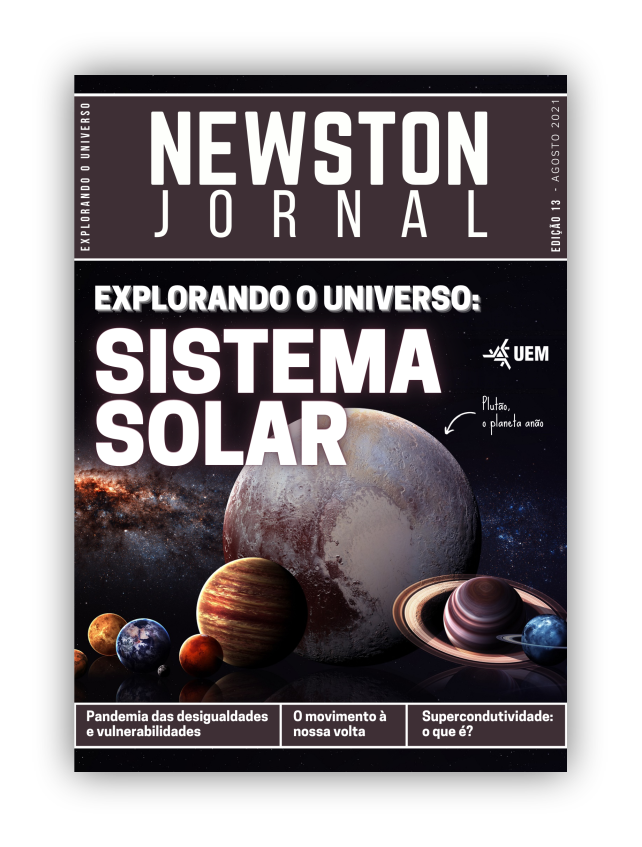 EXPLORANDO O UNIVERSO
NEWSTON
JORNAL
EDIÇÃO 13 - AGOSTO 2021
EXPLORANDO O UNIVERSO:
SISTEMA
SOLAR
UEM
Plutão,
o planeta anão
Pandemia das desigualdades
e vulnerabilidades
O movimento à
nossa volta
Supercondutividade:
o que é?